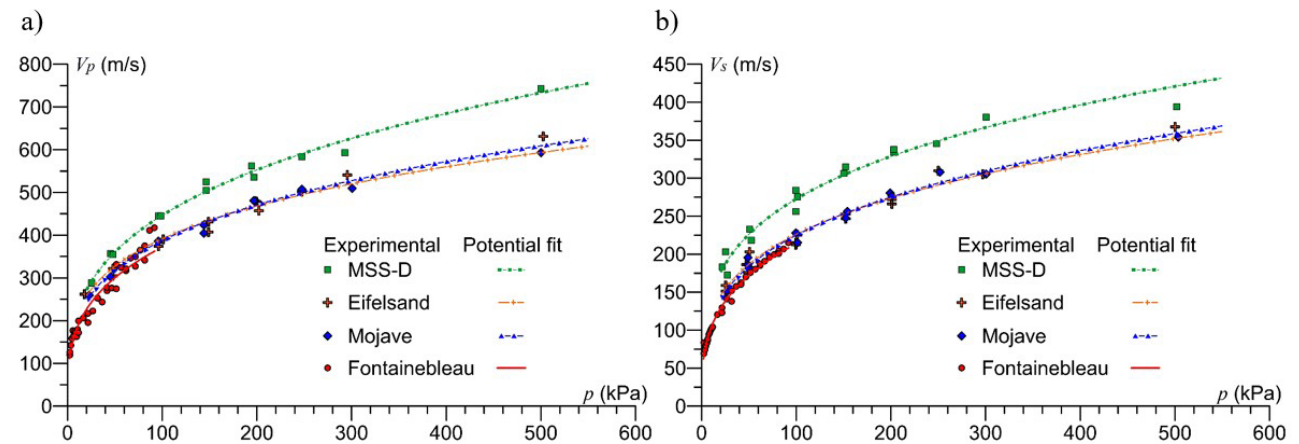 a)
Vp (m/s)
800
700
600
500
400
300
200
100
0
Experimental Potential fit
MSS-D
Eifelsand
Mojave
Fontainebleau
p (kPa)
0 100 200 300 400 500 600
b)
Vs (m/s)
450
400
350
300
250
200
150
100
50
0
Experimental Potential fit
MSS-D
Eifelsand
Mojave
Fontainebleau
p (kPa)
0 100 200 300 400 500 600